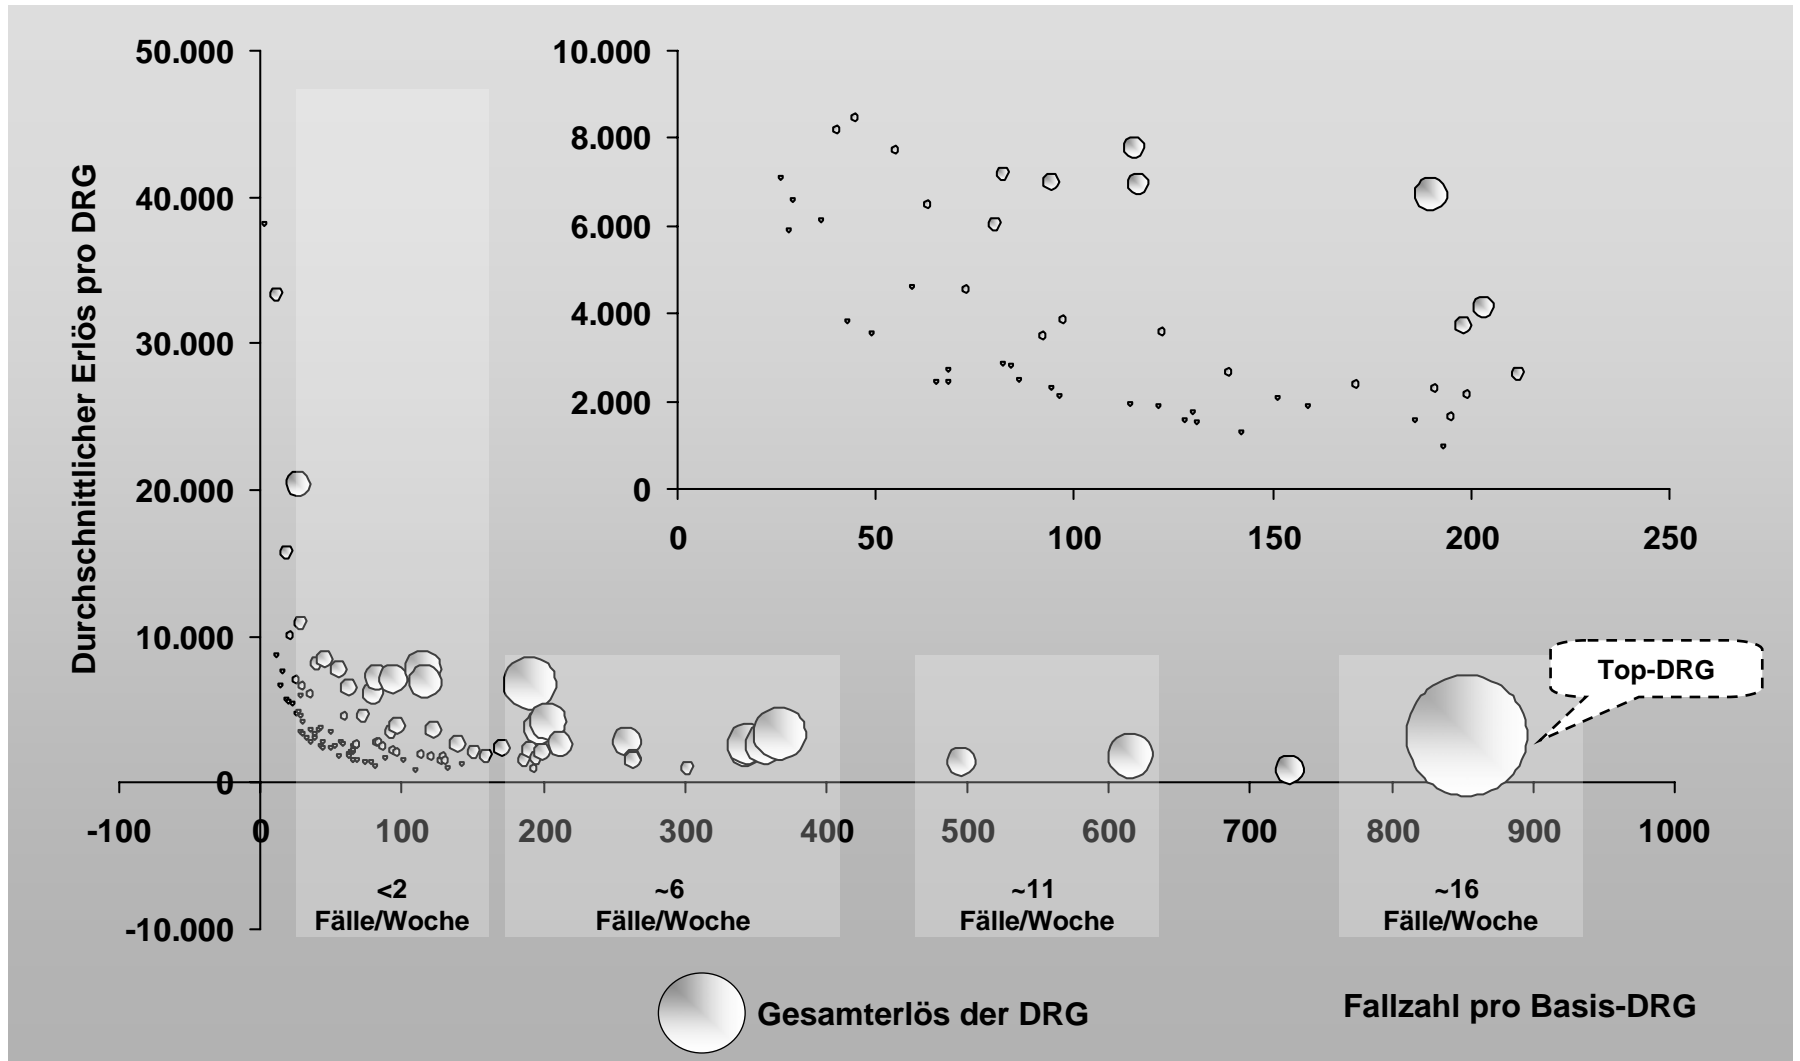 50.000
40.000
30.000
20.000
10.000
0
-10.000
Durchschnittlicher Erlös pro DRG
10.000
8.000
6.000
4.000
2.000
0
0 50 100 150 200 250
Top-DRG
-100 0 100 200 300 400 500 600 700 800 900 1000
<2
Fälle/Woche
~6
Fälle/Woche
~11
Fälle/Woche
~16
Fälle/Woche
Gesamterlös der DRG
Fallzahl pro Basis-DRG